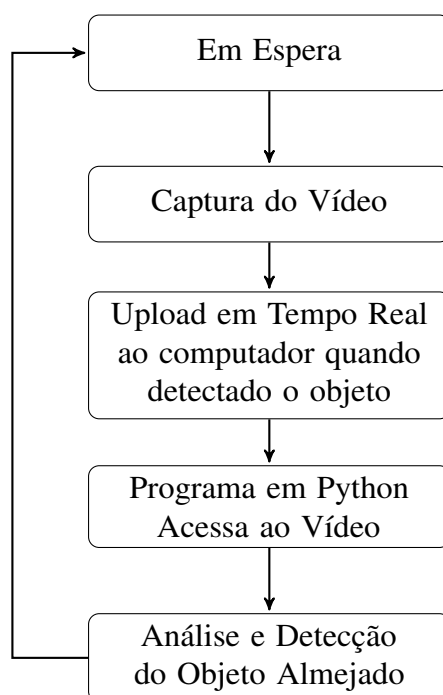 Em Espera
Captura do Vídeo
Upload em Tempo Real
ao computador quando
detectado o objeto
Programa em Python
Acessa ao Vídeo
Análise e Detecção
do Objeto Almejado